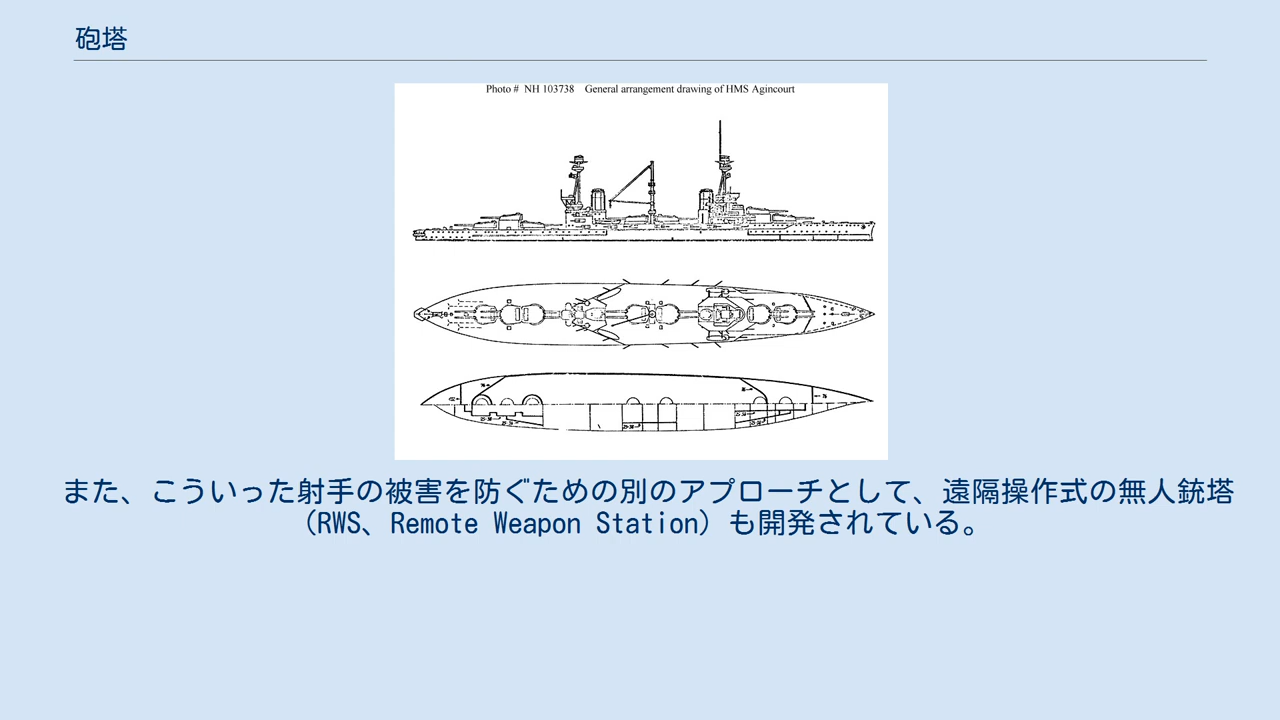 砲塔
Photo # NH 103738 General arrangement drawing of HMS Agincourt
また、こういった射手の被害を防ぐための別のアプローチとして、遠隔操作式の無人銃塔
（RWS、Remote Weapon Station）も開発されている。